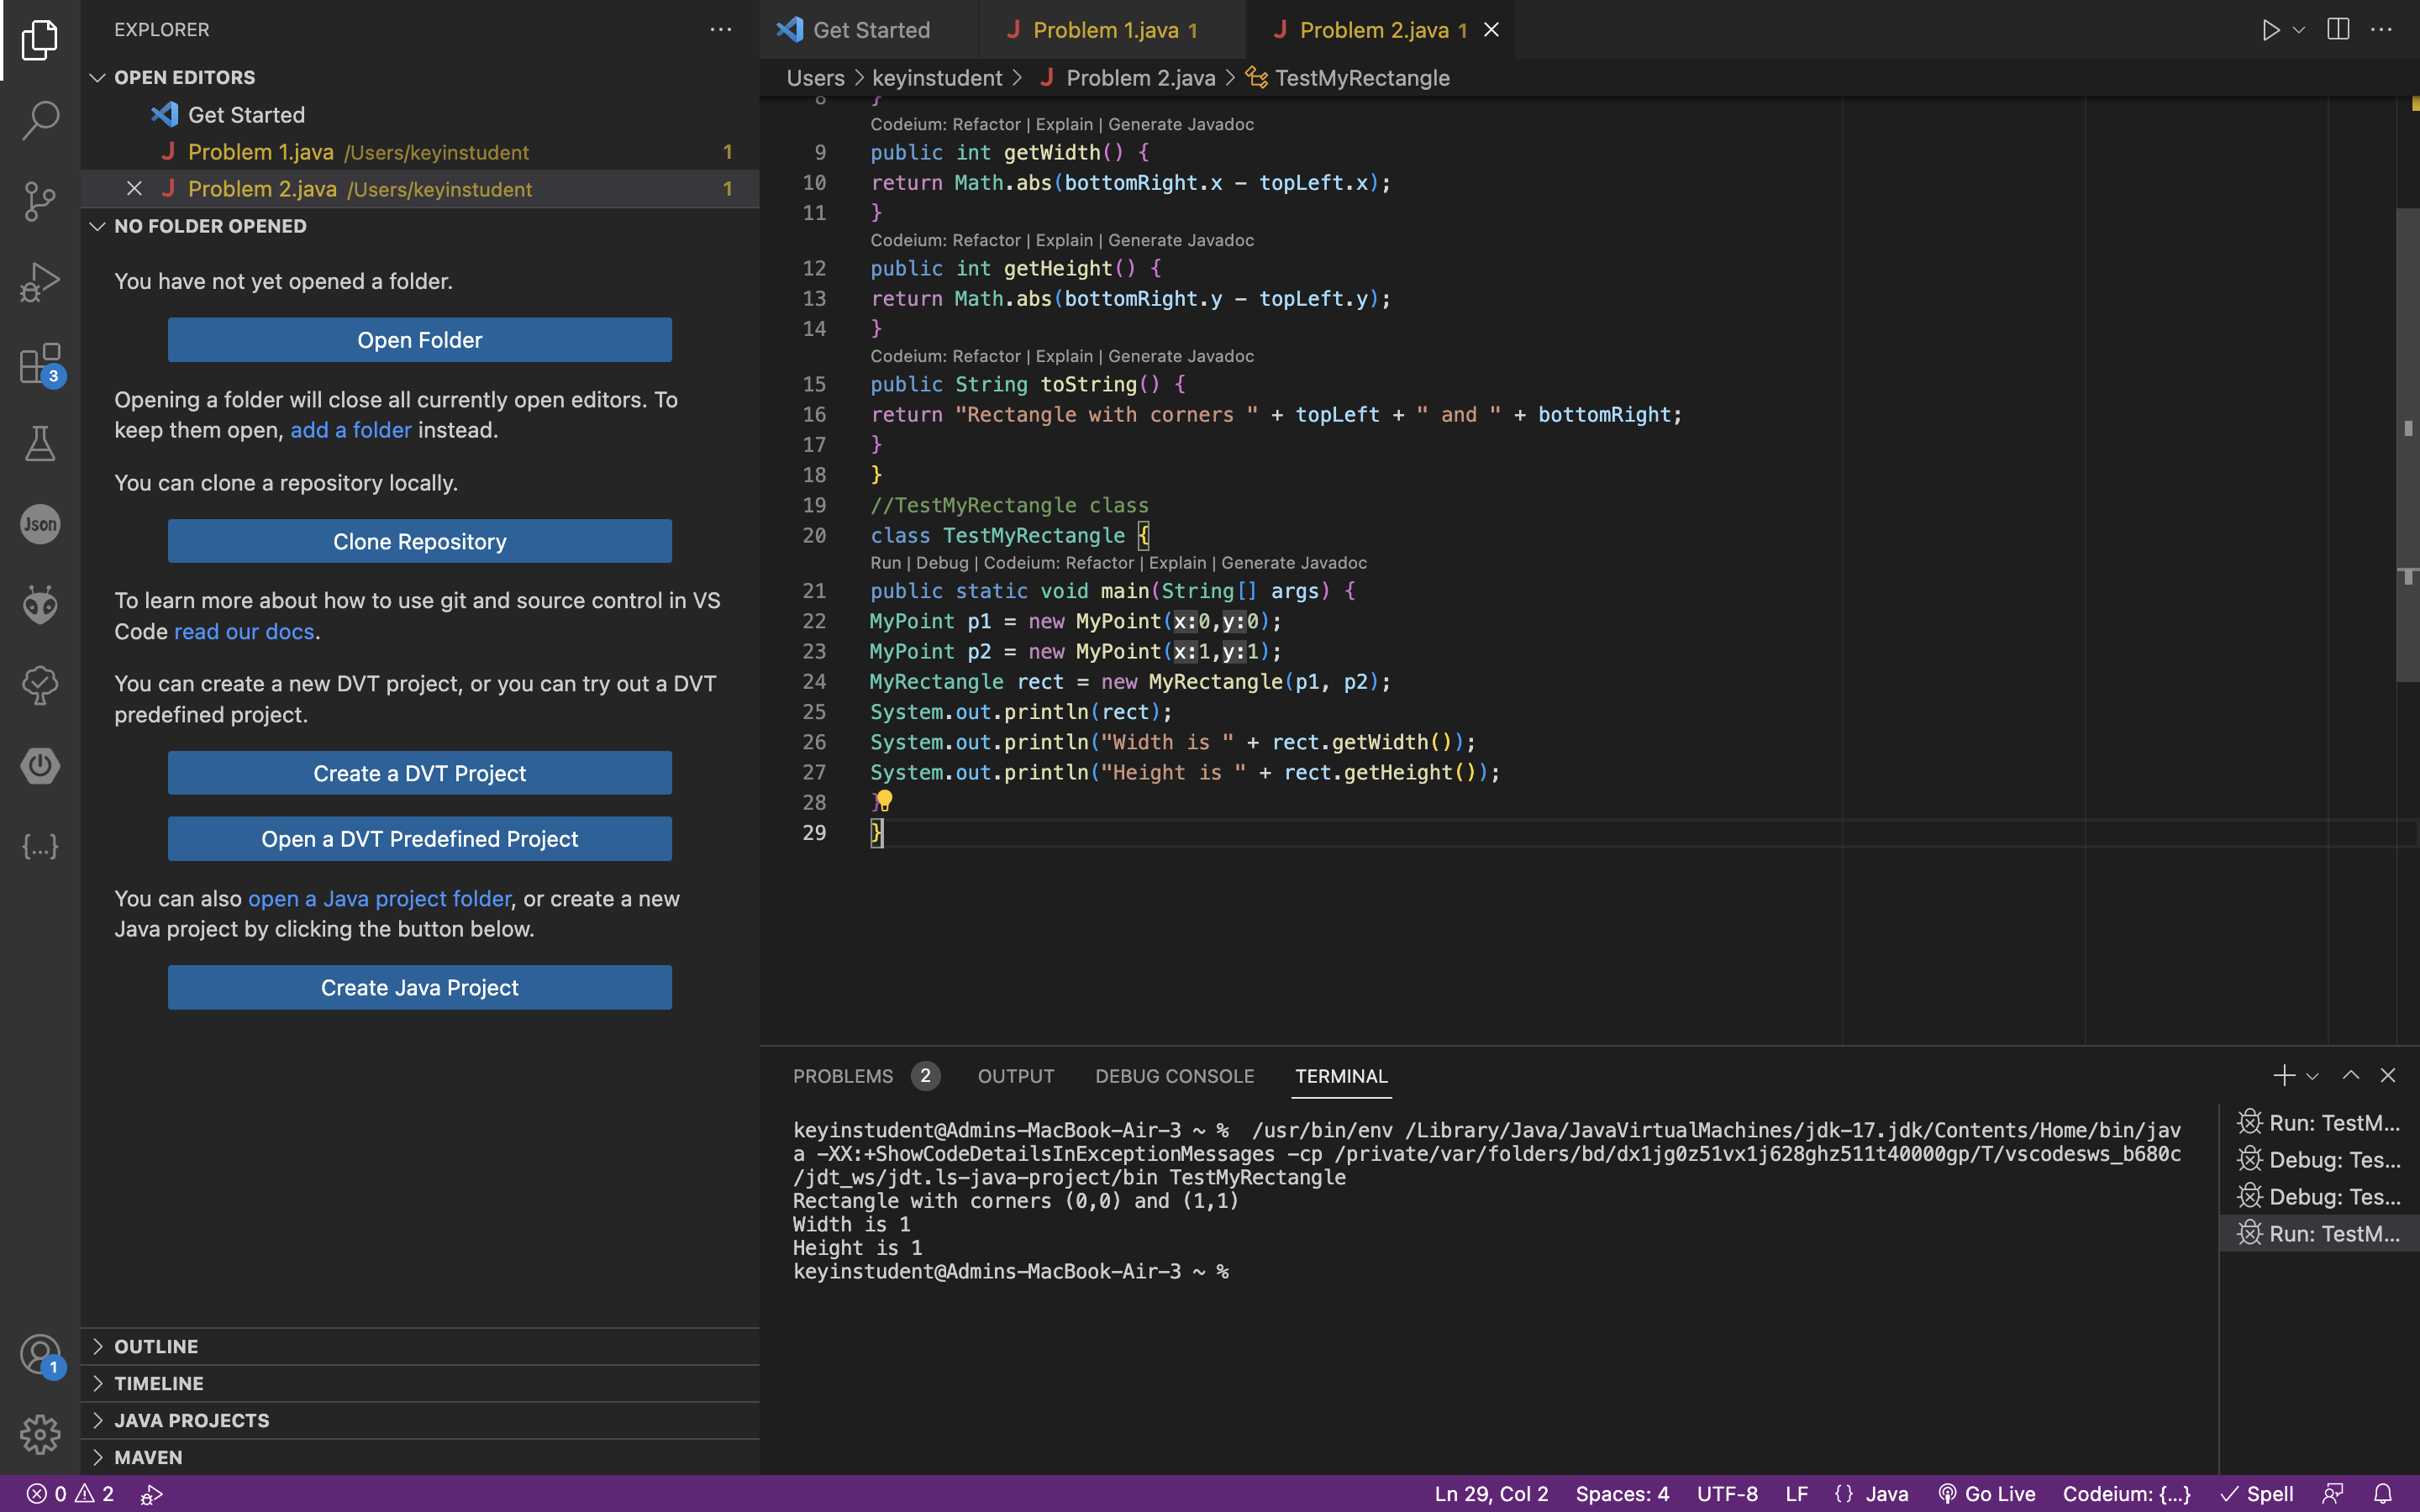 EXPLORER
OPEN EDITORS
Get Started
Problem 1.java /Users/keyinstudent 1
Problem 2.java /Users/keyinstudent 1
NO FOLDER OPENED
You have not yet opened a folder.
Open Folder
Opening a folder will close all currently open editors. To
keep them open, add a folder instead.
You can clone a repository locally.
Clone Repository
To learn more about how to use git and source control in VS
Code read our docs.
You can create a new DVT project, or you can try out a DVT
predefined project.
Create a DVT Project
Open a DVT Predefined Project
You can also open a Java project folder, or create a new
Java project by clicking the button below.
Create Java Project
OUTLINE
TIMELINE
JAVA PROJECTS
MAVEN
3
Json
{...}
1
Get Started
Problem 1.java 1
Problem 2.java 1
Users > keyinstudent > J Problem 2.java > TestMyRectangle
8 }
Codeium: Refactor | Explain | Generate Javadoc
9 public int getWidth() {
10 return Math.abs(bottomRight.x - topLeft.x);
11 }
Codeium: Refactor | Explain | Generate Javadoc
12 public int getHeight() {
13 return Math.abs(bottomRight.y - topLeft.y);
14 }
Codeium: Refactor | Explain | Generate Javadoc
15 public String toString() {
16 return "Rectangle with corners " + topLeft + " and " + bottomRight;
17 }
18 }
19 //TestMyRectangle class
20 class TestMyRectangle {
Run | Debug | Codeium: Refactor | Explain | Generate Javadoc
21 public static void main(String[] args) {
22 MyPoint p1 = new MyPoint(x:0,y:0);
23 MyPoint p2 = new MyPoint(x:1,y:1);
24 MyRectangle rect = new MyRectangle(p1, p2);
25 System.out.println(rect);
26 System.out.println("Width is " + rect.getWidth());
27 System.out.println("Height is " + rect.getHeight());
28 }
29 }
PROBLEMS 2 OUTPUT DEBUG CONSOLE TERMINAL
keyinstudent@Admins-MacBook-Air-3 ~ %  /usr/bin/env /Library/Java/JavaVirtualMachines/jdk-17.jdk/Contents/Home/bin/jav
a -XX:+ShowCodeDetailsInExceptionMessages -cp /private/var/folders/bd/dx1jg0z51vx1j628ghz511t40000gp/T/vscodesws_b680c
/jdt_ws/jdt.ls-java-project/bin TestMyRectangle
Rectangle with corners (0,0) and (1,1)
Width is 1
Height is 1
keyinstudent@Admins-MacBook-Air-3 ~ %
Run: TestM...
Debug: Tes...
Debug: Tes...
Run: TestM...
0 2
Ln 29, Col 2 Spaces: 4 UTF-8 LF {} Java Go Live Codeium: {...} Spell